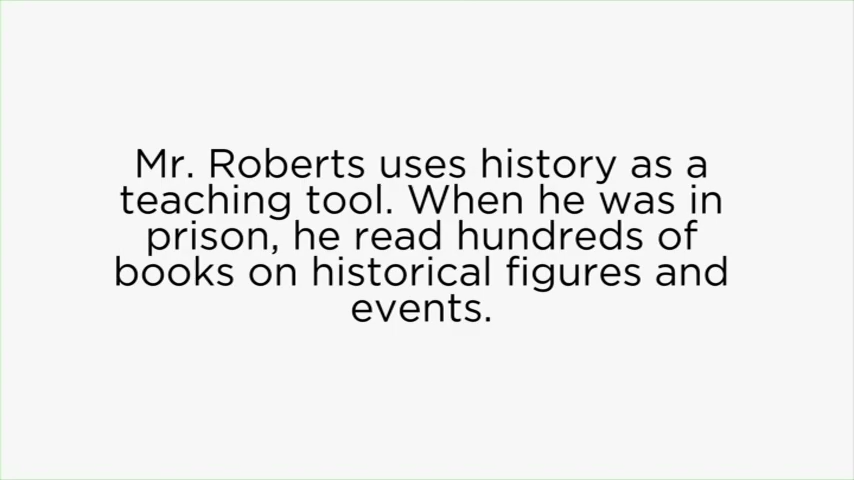 Mr. Roberts uses history as a
teaching tool. When he was in
prison, he read hundreds of
books on historical figures and
events.